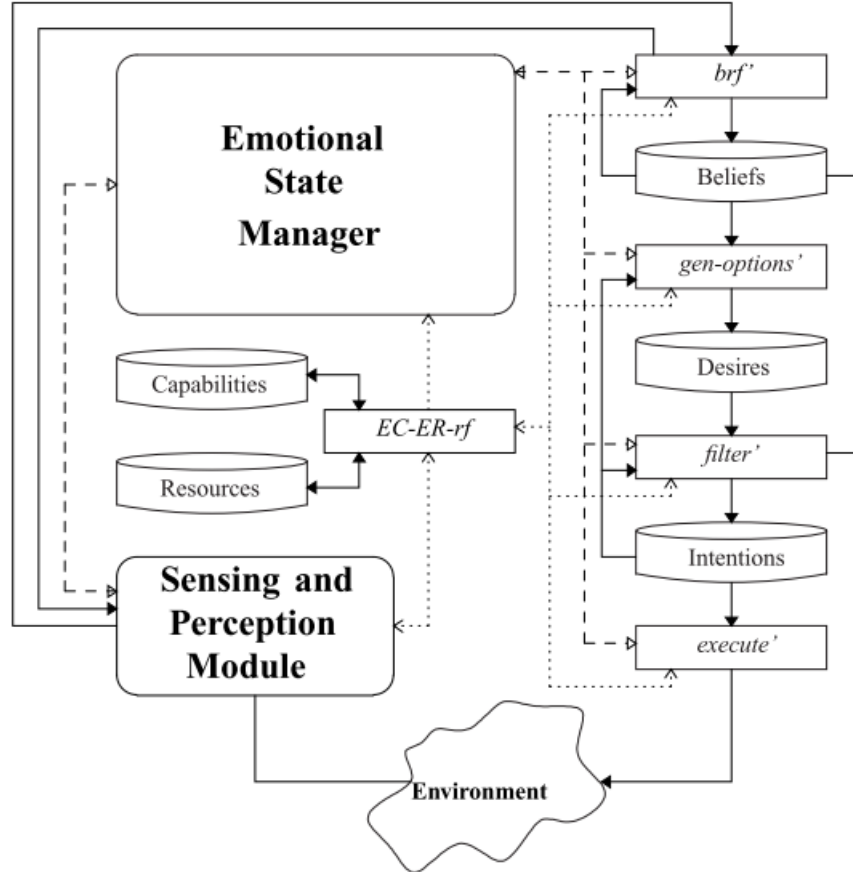 Emotional
State
Manager
Capabilities
EC-ER-rf
Resources
Sensing and
Perception
Module
brf’
Beliefs
gen-options’
Desires
filter’
Intentions
execute’
Environment